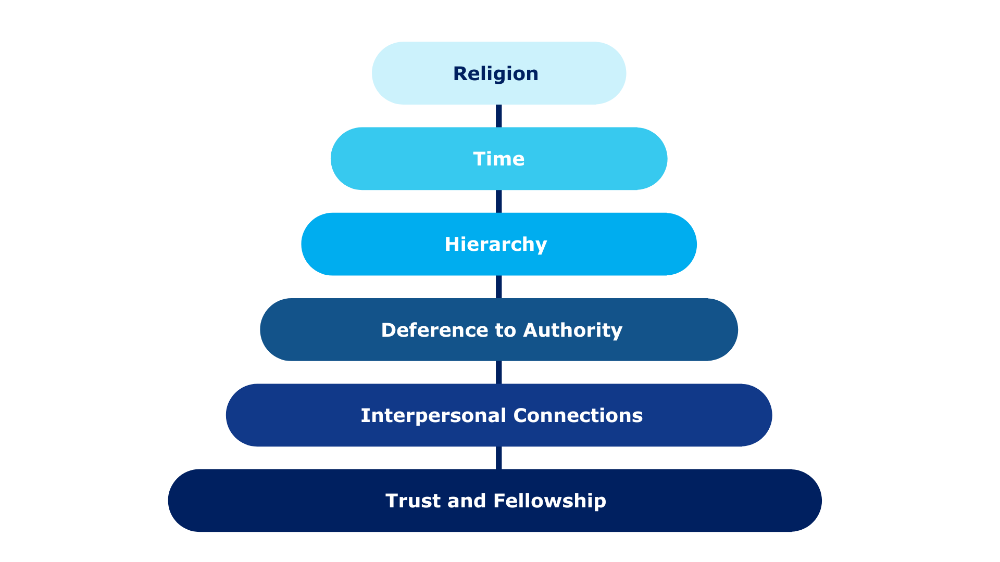 Religion
Time
Hierarchy
Deference to Authority
Interpersonal Connections
Trust and Fellowship